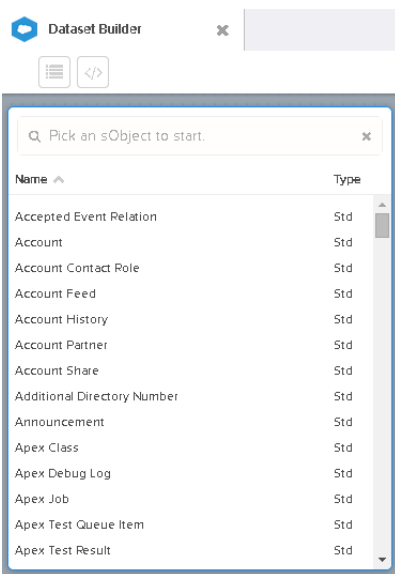 Dataset Builder
</>
Pick an sObject to start.
Name Type
Accepted Event Relation Std
Account Std
Account Contact Role Std
Account Feed Std
Account History Std
Account Partner Std
Account Share Std
Additional Directory Number Std
Announcement Std
Apex Class Std
Apex Debug Log Std
Apex Job Std
Apex Test Queue Item Std
Apex Test Result Std